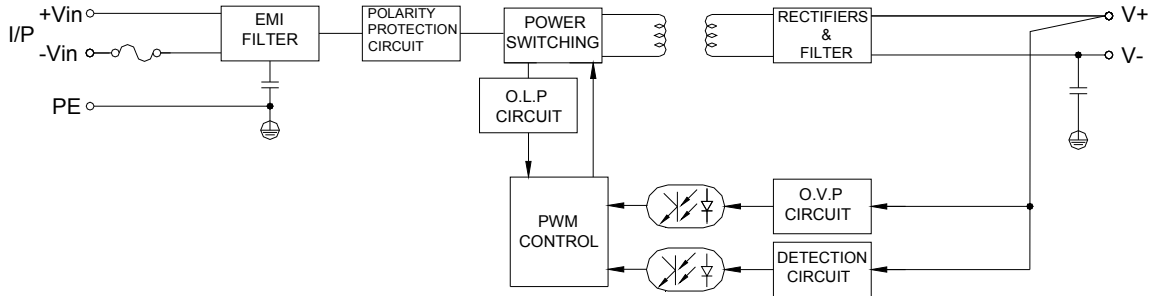 I/P
+Vin
-Vin
PE
EMI
FILTER
POLARITY
PROTECTION
CIRCUIT
POWER
SWITCHING
RECTIFIERS
&
FILTER
V+
V-
O.L.P
CIRCUIT
PWM
CONTROL
O.V.P
CIRCUIT
DETECTION
CIRCUIT